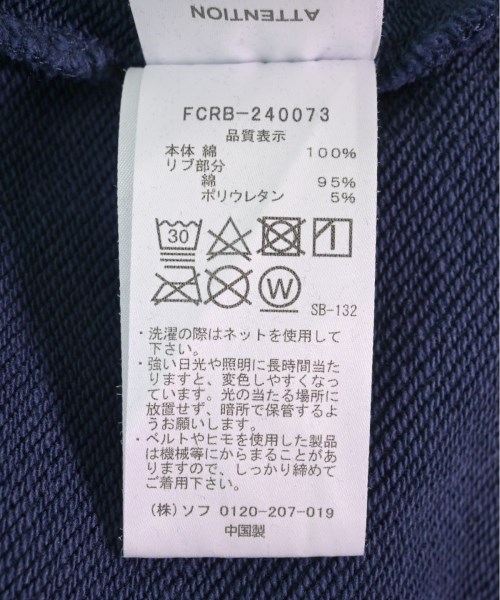 ATTENTION
FCRB-240073
品質表示
本体 綿 100%
リブ部分
綿 95%
ポリウレタン 5%
30
W
SB-132
・洗濯の際はネットを使用して
下さい。
・強い日光や照明に長時間当た
りますと、変色しやすくなっ
ています。光の当たる場所に
放置せず、暗所で保管するよ
うお願いします。
・ベルトやヒモを使用した製品
は機械等にからまることがあ
りますので、しっかり締めて
ご着用下さい。
(株)ソフ 0120-207-019
中国製